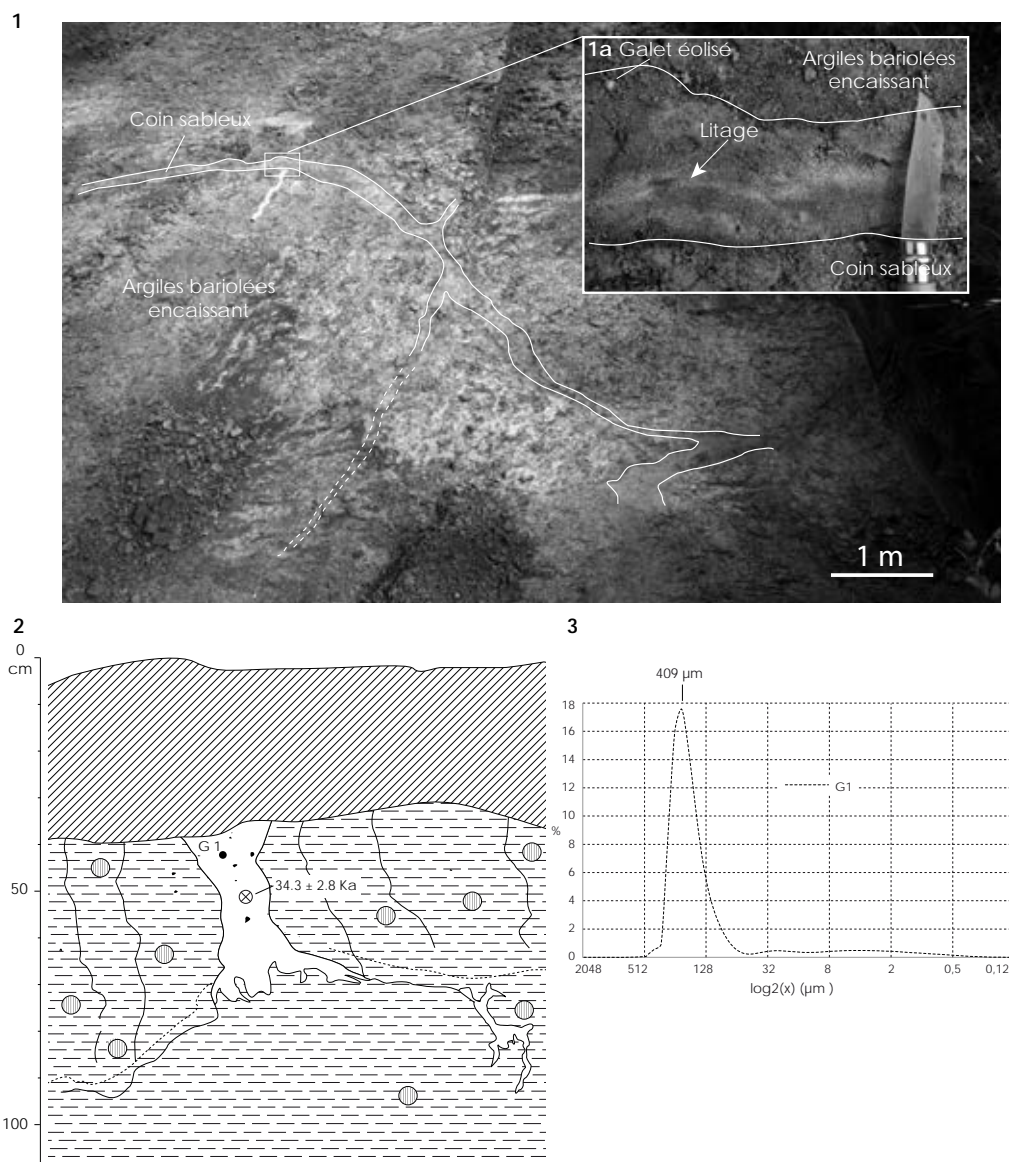 1
1a Galet éolisé
Argiles bariolées
encaissant
Litage
Coin sableux
Coin sableux
Argiles bariolées
encaissant
1 m
2
0
cm
50
100
G 1
34.3 ± 2.8 Ka
3
409 µm
18
16
14
12
10
8
6
4
2
0
%
G1
2048 512 128 32 8 2 0,5 0,12
log2(x) (µm )